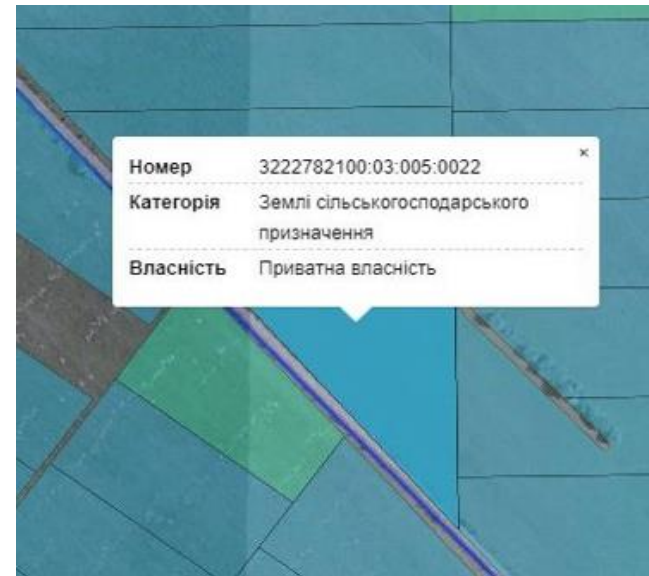 ×
Номер 3222782100:03:005:0022
Категорія Землі сільськогосподарського
призначення
Власність Приватна власність